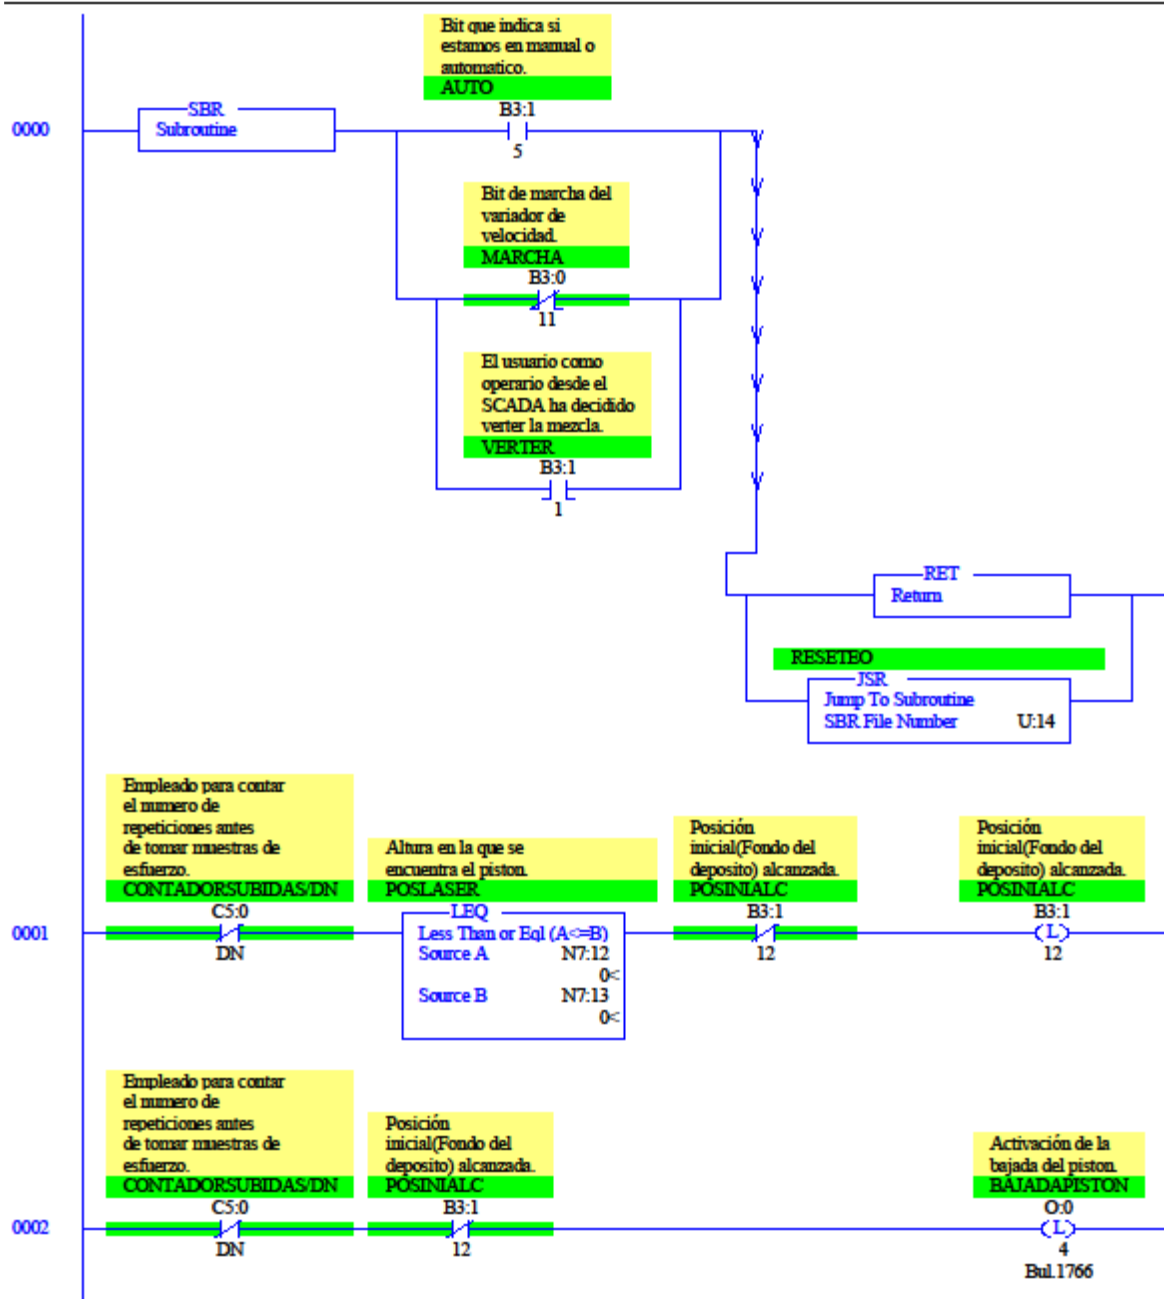 Bit que indica si
estamos en manual o
automatico.
AUTO
B3:1
5
0000
SBR
Subroutine
Bit de marcha del
variador de
velocidad.
MARCHA
B3:0
11
El usuario como
operario desde el
SCADA ha decidido
verter la mezcla.
VERTER
B3:1
1
RET
Return
RESETEO
JSR
Jump To Subroutine
SBR File Number U:14
Empleado para contar
el numero de
repeticiones antes
de tomar muestras de
esfuerzo.
CONTADORSUBIDAS/DN
C5:0
DN
Altura en la que se
encuentra el piston.
POSLASER
LEQ
Less Than or Eql (A<=B)
Source A N7:12
0<
Source B N7:13
0<
Posición
inicial(Fondo del
deposito) alcanzada.
POSINIALC
B3:1
12
Posición
inicial(Fondo del
deposito) alcanzada.
POSINIALC
B3:1
L
12
0001
Empleado para contar
el numero de
repeticiones antes
de tomar muestras de
esfuerzo.
CONTADORSUBIDAS/DN
C5:0
DN
Posición
inicial(Fondo del
deposito) alcanzada.
POSINIALC
B3:1
12
Activación de la
bajada del piston.
BAJADAPISTON
O:0
L
4
Bul.1766
0002